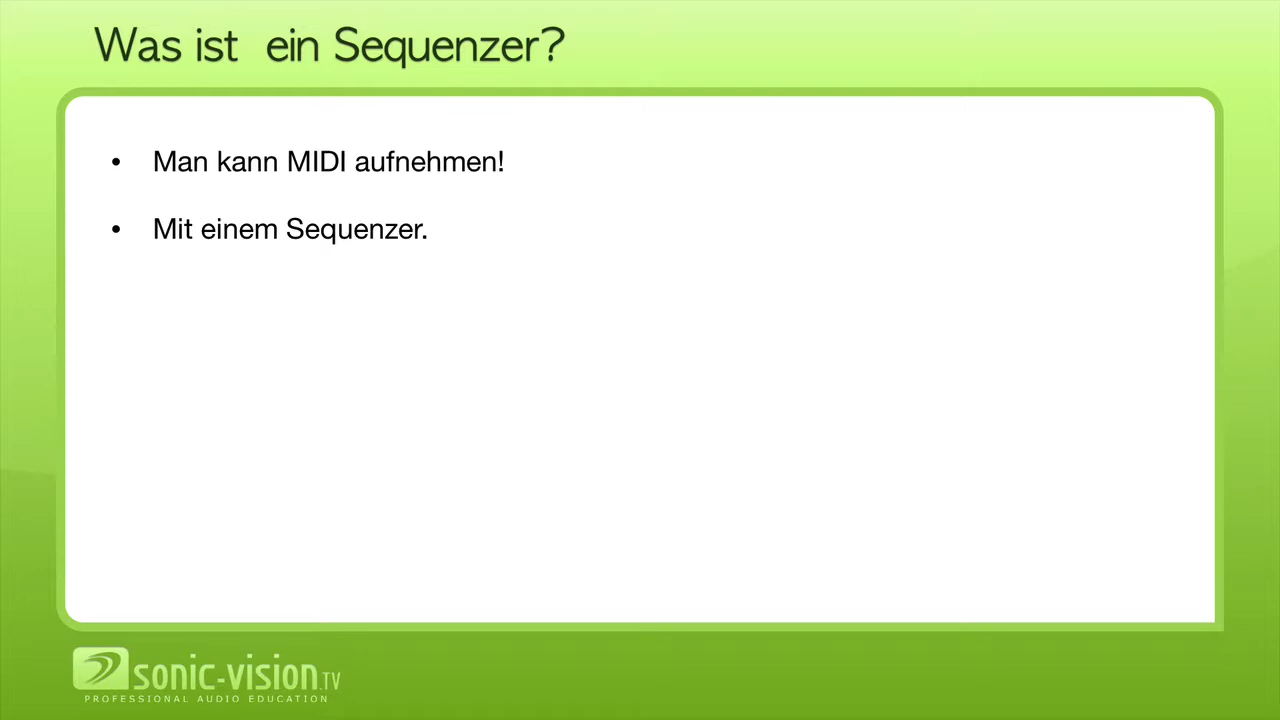 Was ist  ein Sequenzer?
• Man kann MIDI aufnehmen!
• Mit einem Sequenzer.
sonic-vision.TV
PROFESSIONAL AUDIO EDUCATION